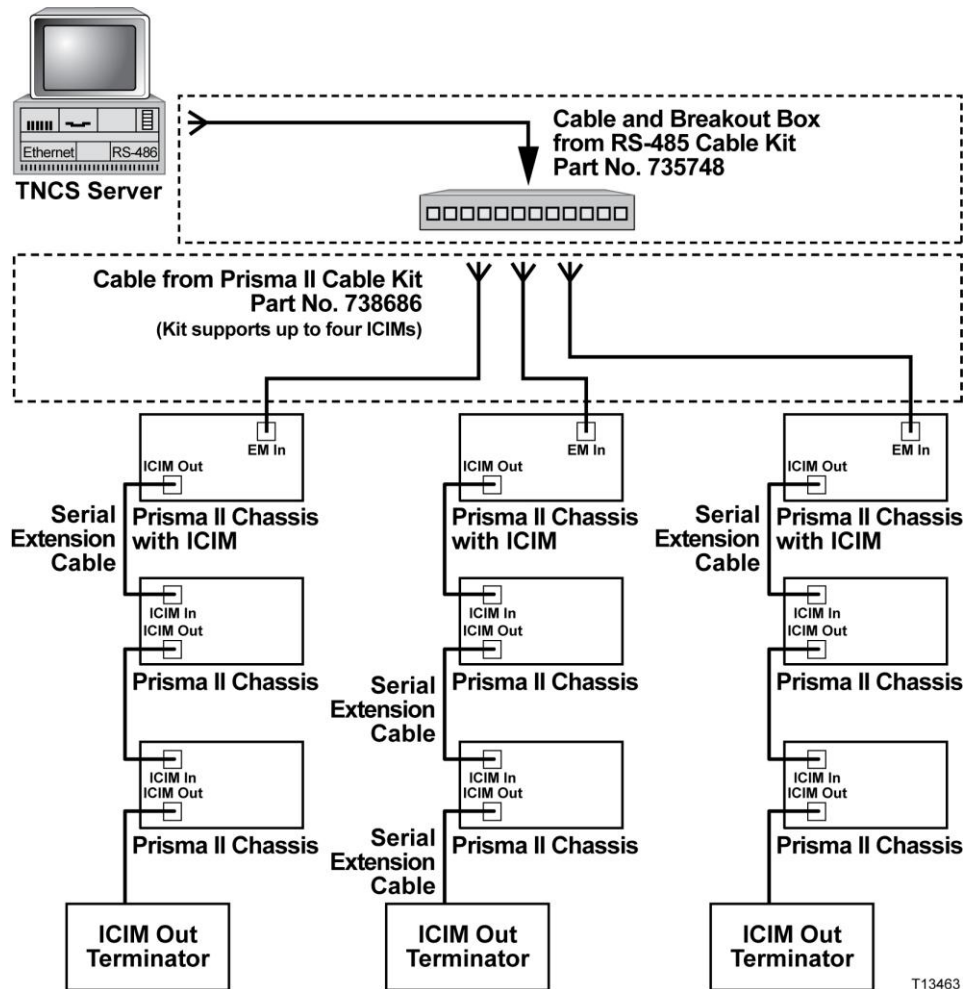 Ethernet
RS-486
TNCS Server
Cable and Breakout Box
from RS-485 Cable Kit
Part No. 735748
Cable from Prisma II Cable Kit
Part No. 738686
(Kit supports up to four ICIMs)
EM In
ICIM Out
Prisma II Chassis
with ICIM
Serial
Extension
Cable
ICIM In
ICIM Out
Prisma II Chassis
ICIM In
ICIM Out
Prisma II Chassis
ICIM Out
Terminator
EM In
ICIM Out
Prisma II Chassis
with ICIM
ICIM In
ICIM Out
Prisma II Chassis
Serial
Extension
Cable
ICIM In
ICIM Out
Prisma II Chassis
Serial
Extension
Cable
ICIM Out
Terminator
EM In
ICIM Out
Prisma II Chassis
with ICIM
Serial
Extension
Cable
ICIM In
ICIM Out
Prisma II Chassis
ICIM In
ICIM Out
Prisma II Chassis
ICIM Out
Terminator
T13463